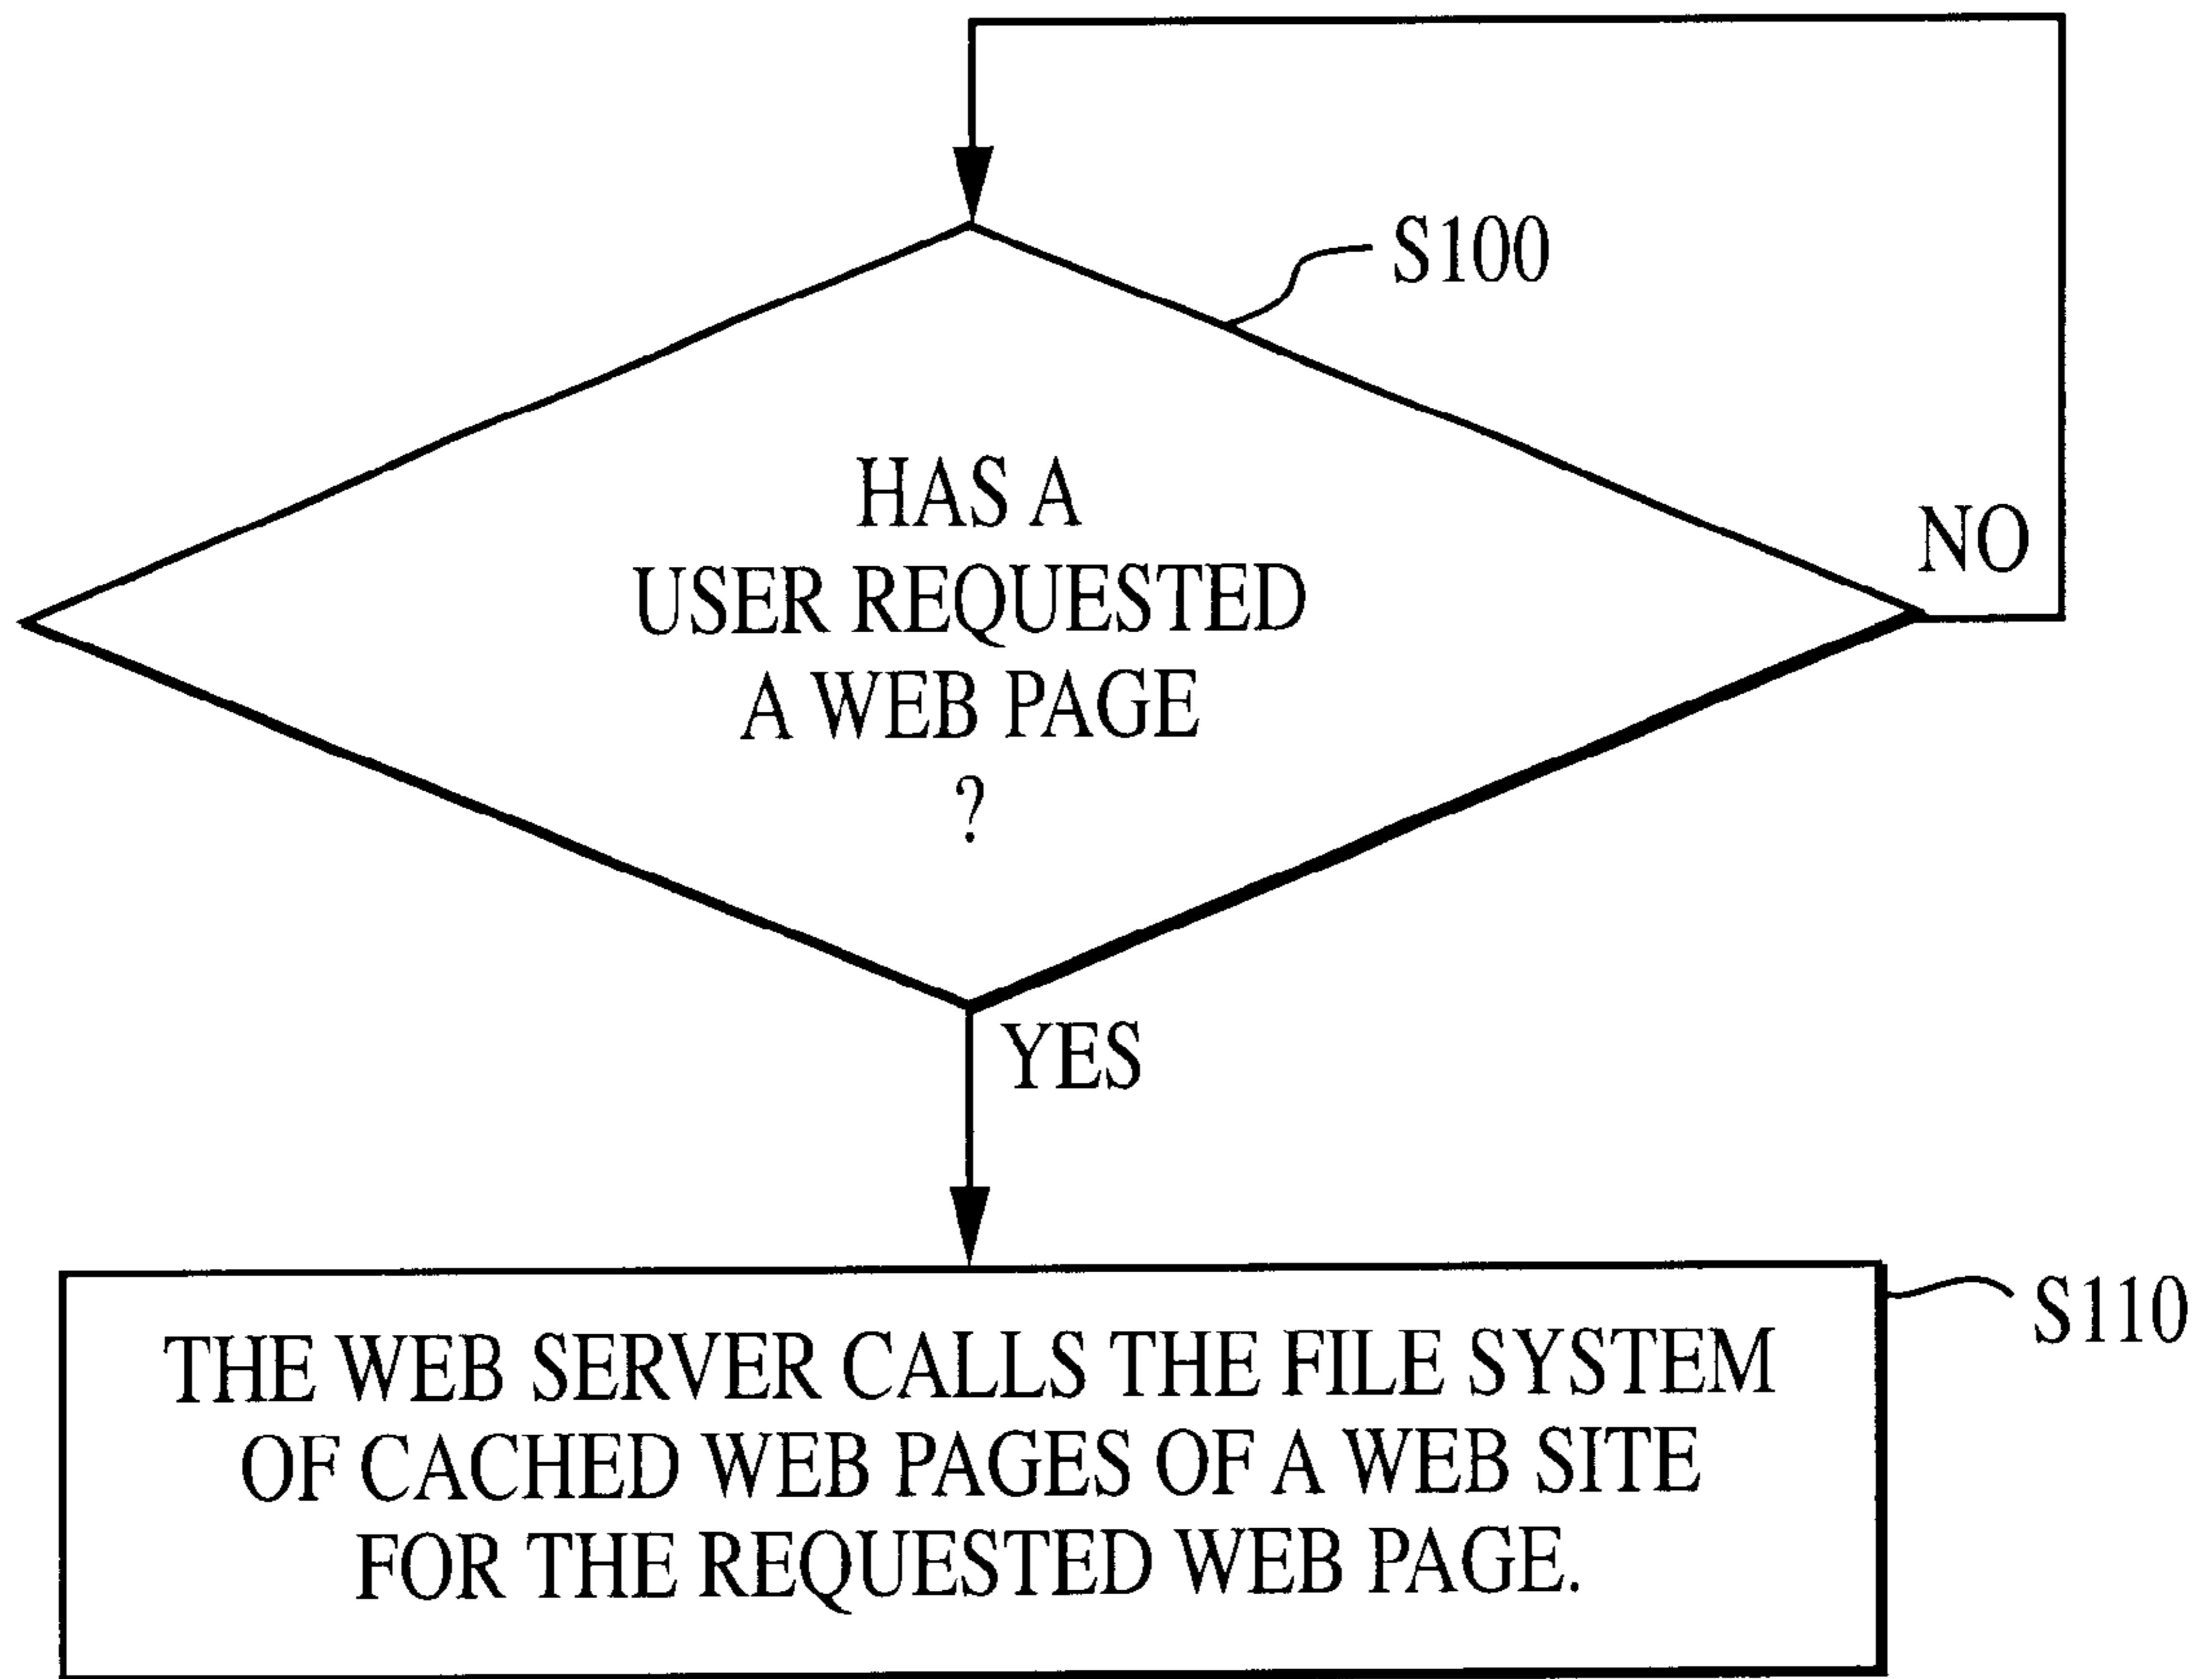 S100
HAS A
USER REQUESTED
A WEB PAGE
?
NO
YES
S110
THE WEB SERVER CALLS THE FILE SYSTEM
OF CACHED WEB PAGES OF A WEB SITE
FOR THE REQUESTED WEB PAGE.